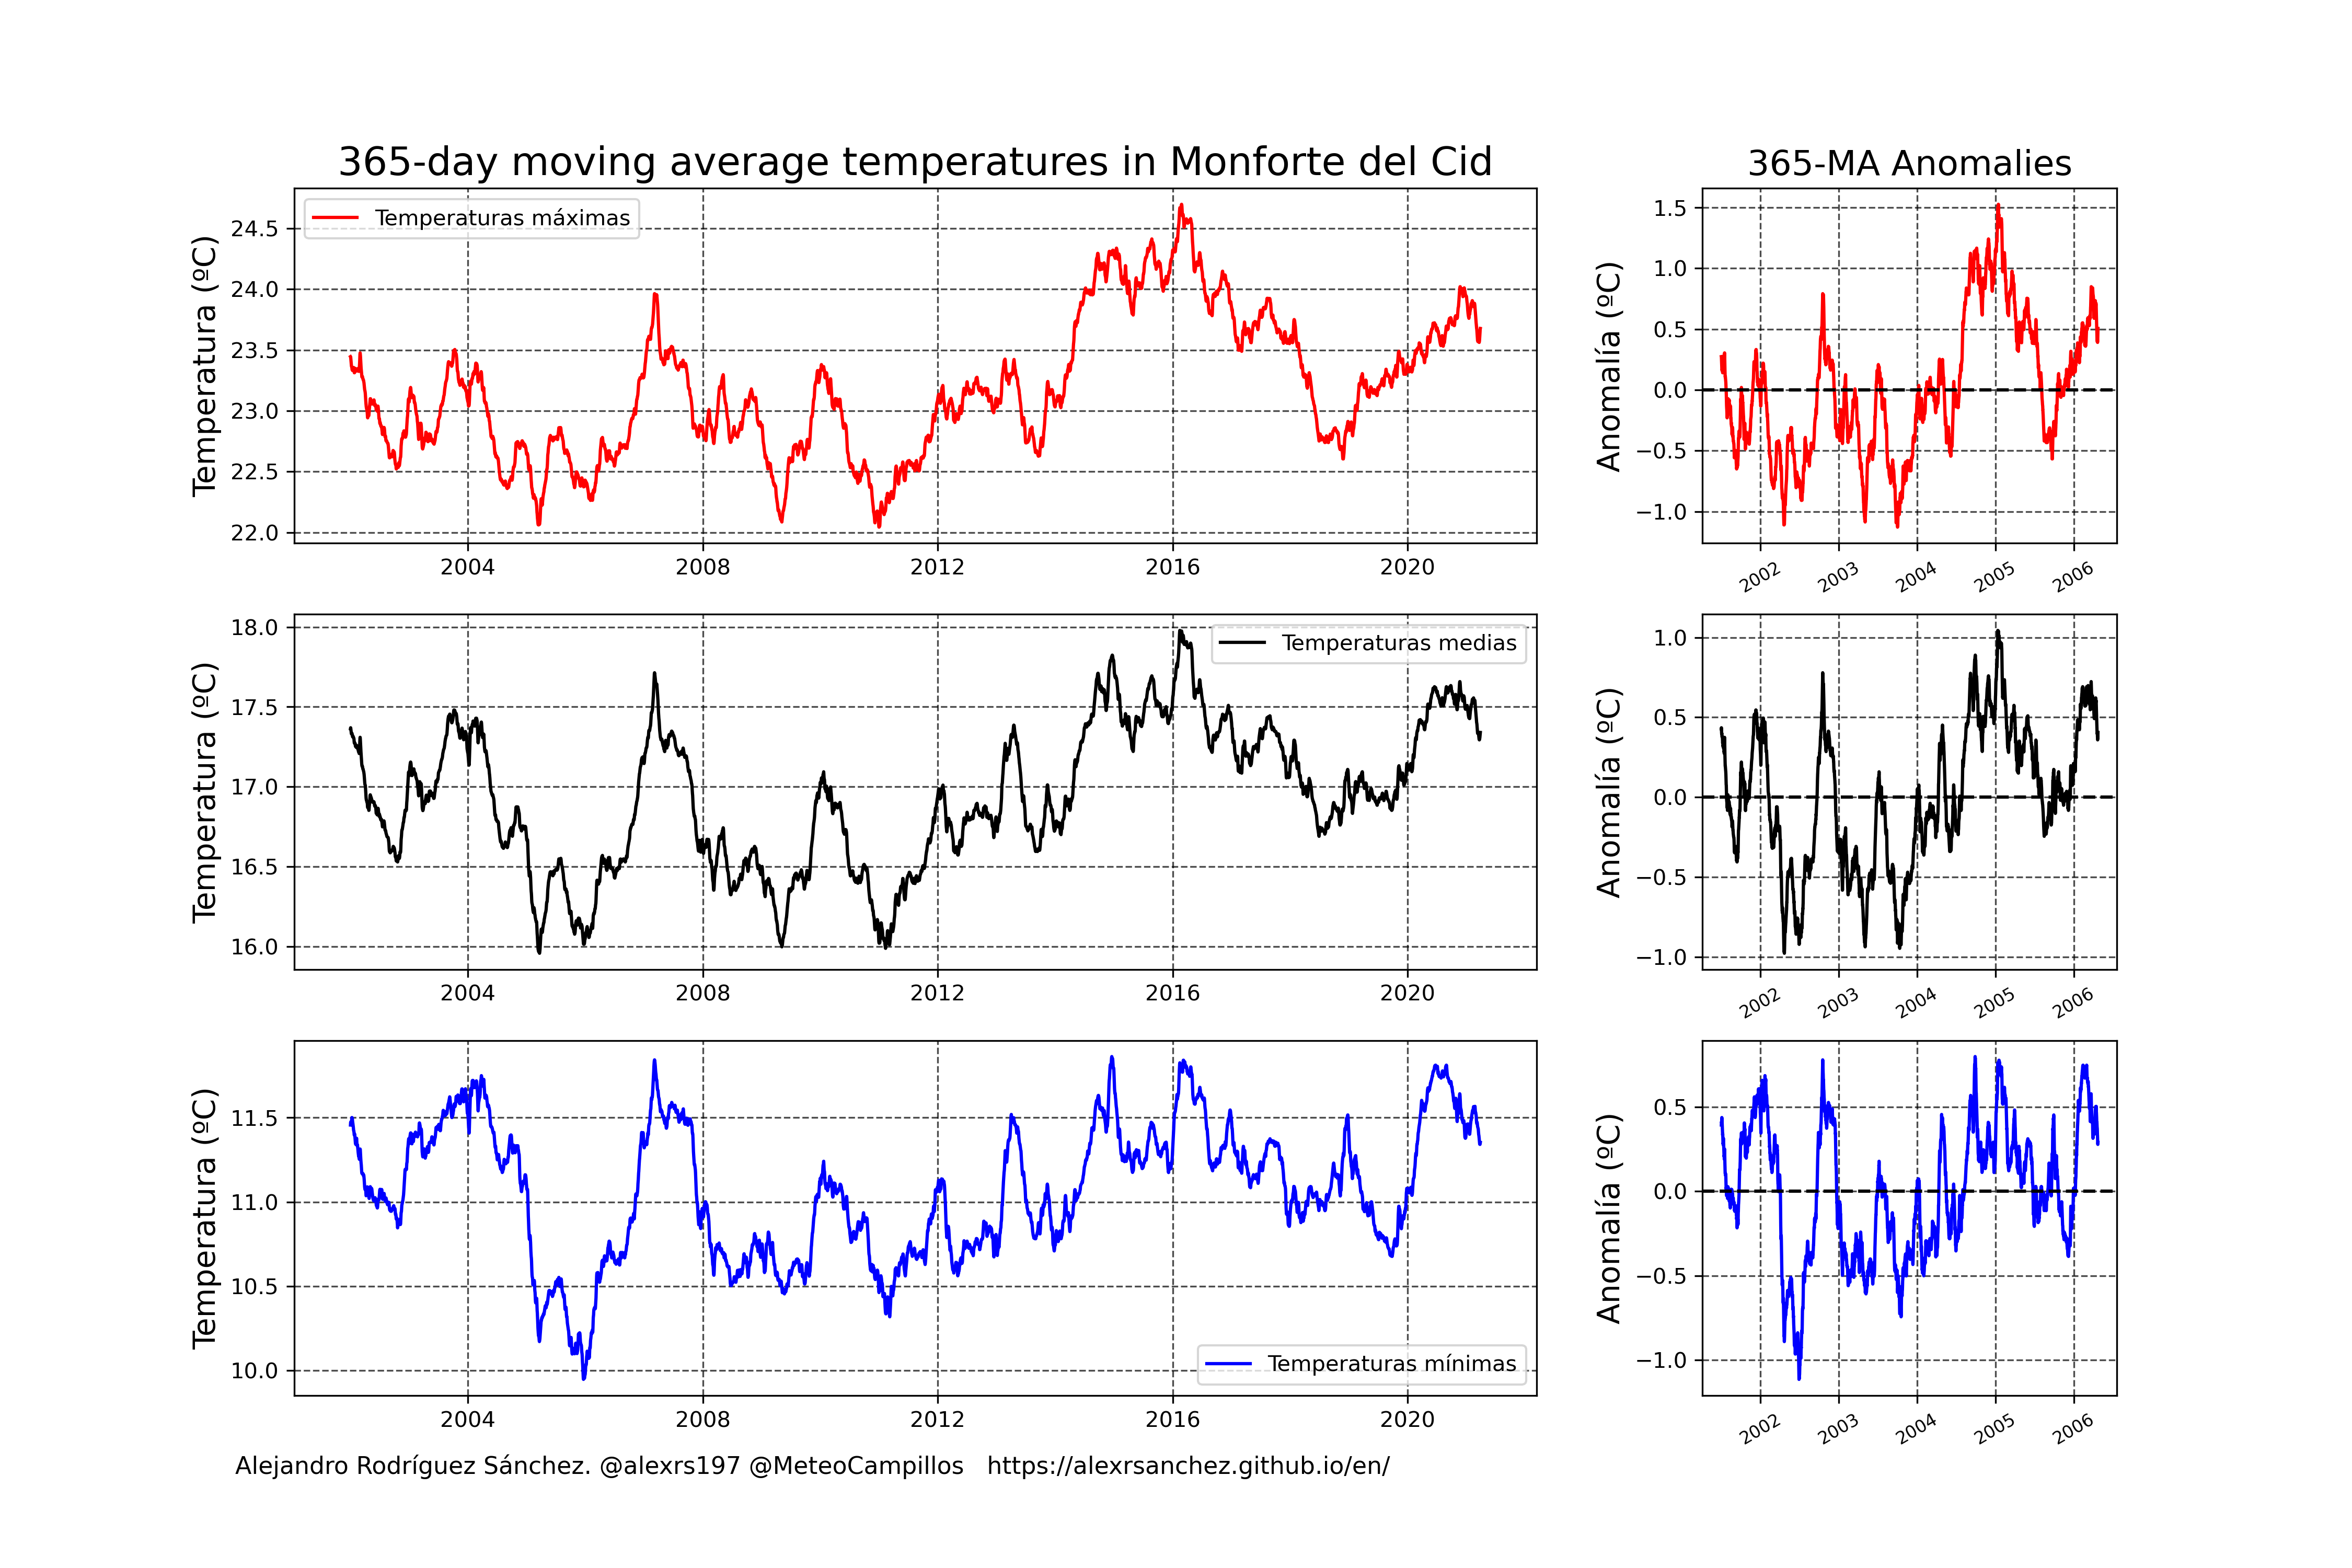 365-day moving average temperatures in Monforte del Cid
365-MA Anomalies
Temperatura (ºC)
24.5
24.0
23.5
23.0
22.5
22.0
Temperaturas máximas
2004 2008 2012 2016 2020
Anomalía (ºC)
1.5
1.0
0.5
0.0
−0.5
−1.0
2002 2003 2004 2005 2006
Temperatura (ºC)
18.0
17.5
17.0
16.5
16.0
Temperaturas medias
2004 2008 2012 2016 2020
Anomalía (ºC)
1.0
0.5
0.0
−0.5
−1.0
2002 2003 2004 2005 2006
Temperatura (ºC)
11.5
11.0
10.5
10.0
Temperaturas mínimas
2004 2008 2012 2016 2020
Anomalía (ºC)
0.5
0.0
−0.5
−1.0
2002 2003 2004 2005 2006
Alejandro Rodríguez Sánchez. @alexrs197 @MeteoCampillos https://alexrsanchez.github.io/en/